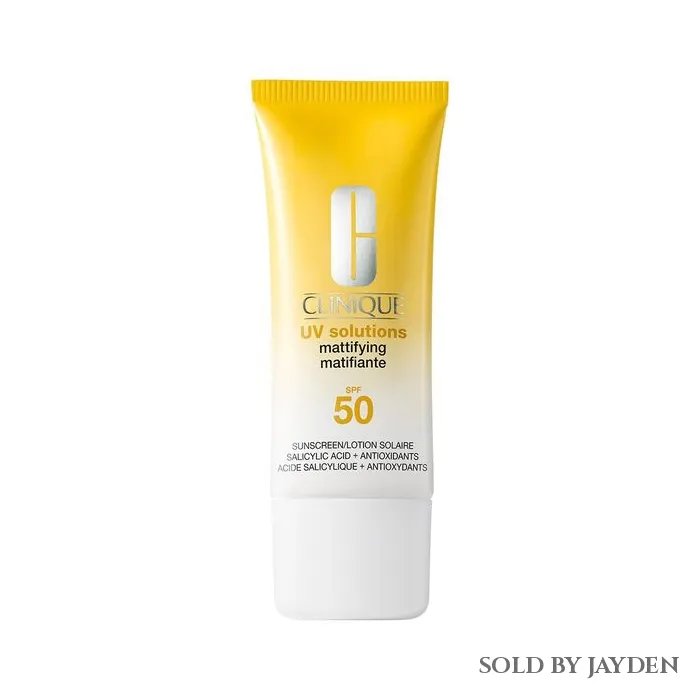 CLINIQUE
UV solutions
mattifying
matifiante
SPF
50
SUNSCREEN/LOTION SOLAIRE
SALICYLIC ACID + ANTIOXIDANTS
ACIDE SALICYLIQUE + ANTIOXYDANTS
SOLD BY JAYDEN